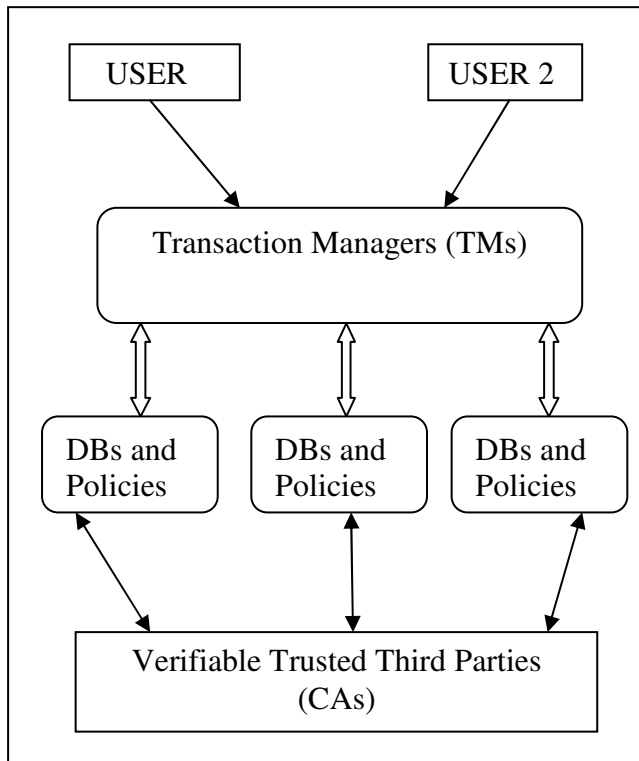 USER
USER 2
Transaction Managers (TMs)
DBs and
Policies
DBs and
Policies
DBs and
Policies
Verifiable Trusted Third Parties
(CAs)